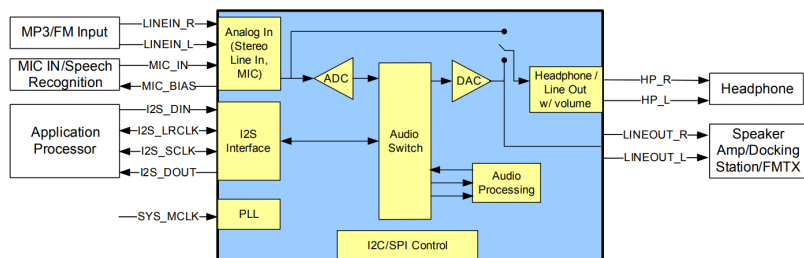 MP3/FM Input
LINEIN_R
LINEIN_L
MIC IN/Speech
Recognition
MIC_IN
MIC_BIAS
Application
Processor
I2S_DIN
I2S_LRCLK
I2S_SCLK
I2S_DOUT
SYS_MCLK
Analog In
(Stereo
Line In,
MIC)
I2S
Interface
PLL
ADC
Audio
Switch
DAC
Audio
Processing
Headphone /
Line Out
w/ volume
I2C/SPI Control
HP_R
HP_L
Headphone
LINEOUT_R
LINEOUT_L
Speaker
Amp/Docking
Station/FMTX